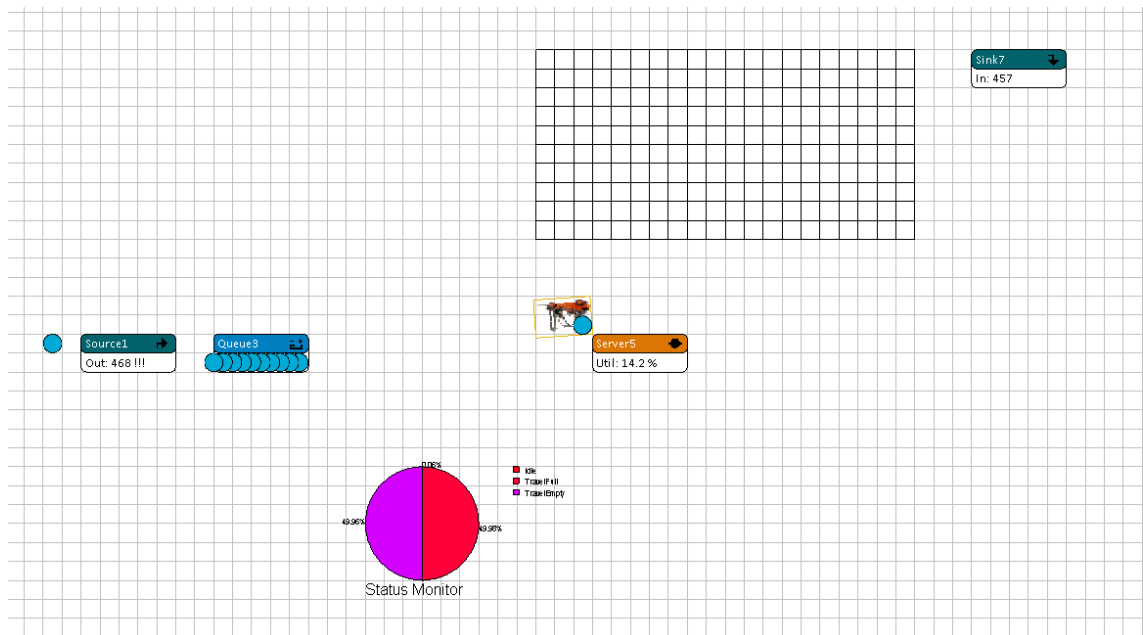 Sink7
In: 457
Source1
Out: 468 !!!
Queue3
Server5
Util: 14.2 %
0.06%
Idle
TravelFull
TravelEmpty
49.96%
49.98%
Status Monitor